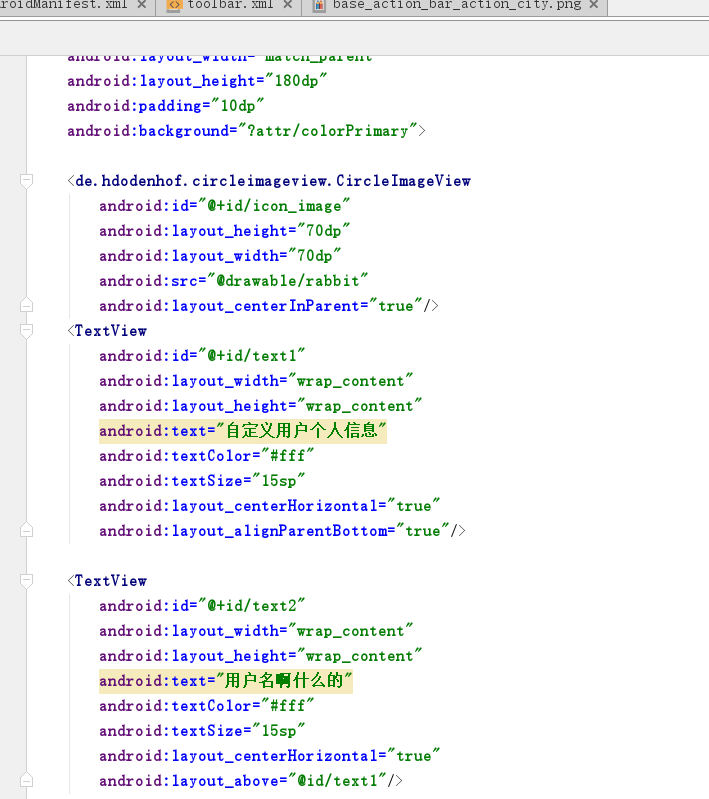 roidManifest.xml × <> toolbar.xml × base_action_bar_action_city.png ×
android:layout_width="match_parent"
android:layout_height="180dp"
android:padding="10dp"
android:background="?attr/colorPrimary">
<de.hdodenhof.circleimageview.CircleImageView
android:id="@+id/icon_image"
android:layout_height="70dp"
android:layout_width="70dp"
android:src="@drawable/rabbit"
android:layout_centerInParent="true"/>
<TextView
android:id="@+id/text1"
android:layout_width="wrap_content"
android:layout_height="wrap_content"
android:text="自定义用户个人信息"
android:textColor="#fff"
android:textSize="15sp"
android:layout_centerHorizontal="true"
android:layout_alignParentBottom="true"/>
<TextView
android:id="@+id/text2"
android:layout_width="wrap_content"
android:layout_height="wrap_content"
android:text="用户名啊什么的"
android:textColor="#fff"
android:textSize="15sp"
android:layout_centerHorizontal="true"
android:layout_above="@id/text1"/>